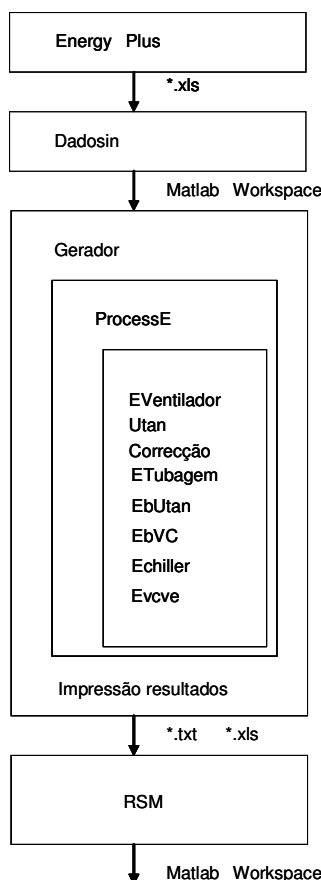 Energy Plus
*.xls
Dadosin
Matlab Workspace
Gerador
ProcessE
EVentilador
Utan
Correcção
ETubagem
EbUtan
EbVC
Echiller
Evcve
Impressão resultados
*.txt *.xls
RSM
Matlab Workspace